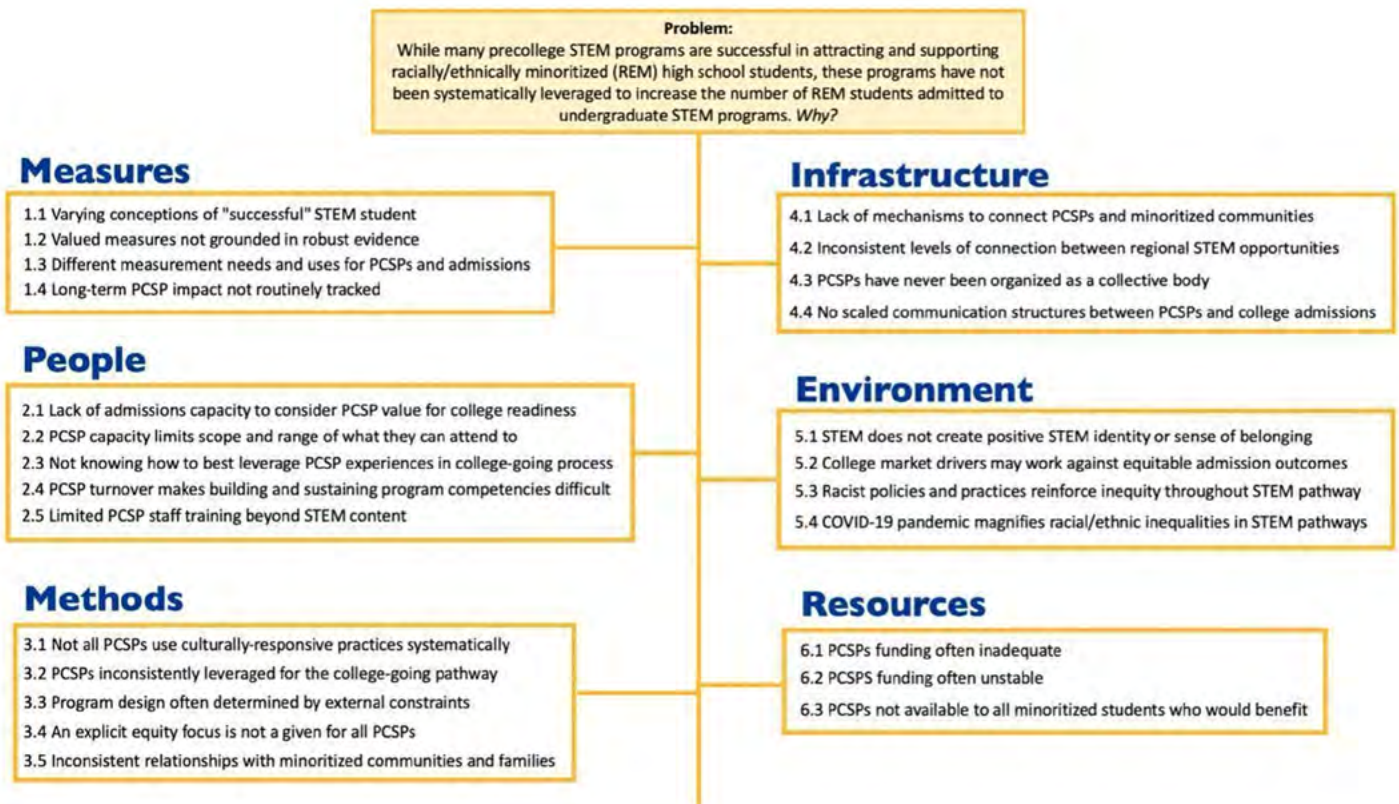 Problem:
While many precollege STEM programs are successful in attracting and supporting
racially/ethnically minoritized (REM) high school students, these programs have not
been systematically leveraged to increase the number of REM students admitted to
undergraduate STEM programs. Why?
Measures
1.1 Varying conceptions of "successful" STEM student
1.2 Valued measures not grounded in robust evidence
1.3 Different measurement needs and uses for PCSPs and admissions
1.4 Long-term PCSP impact not routinely tracked
People
2.1 Lack of admissions capacity to consider PCSP value for college readiness
2.2 PCSP capacity limits scope and range of what they can attend to
2.3 Not knowing how to best leverage PCSP experiences in college-going process
2.4 PCSP turnover makes building and sustaining program competencies difficult
2.5 Limited PCSP staff training beyond STEM content
Methods
3.1 Not all PCSPs use culturally-responsive practices systematically
3.2 PCSPs inconsistently leveraged for the college-going pathway
3.3 Program design often determined by external constraints
3.4 An explicit equity focus is not a given for all PCSPs
3.5 Inconsistent relationships with minoritized communities and families
Infrastructure
4.1 Lack of mechanisms to connect PCSPs and minoritized communities
4.2 Inconsistent levels of connection between regional STEM opportunities
4.3 PCSPs have never been organized as a collective body
4.4 No scaled communication structures between PCSPs and college admissions
Environment
5.1 STEM does not create positive STEM identity or sense of belonging
5.2 College market drivers may work against equitable admission outcomes
5.3 Racist policies and practices reinforce inequity throughout STEM pathway
5.4 COVID-19 pandemic magnifies racial/ethnic inequalities in STEM pathways
Resources
6.1 PCSPs funding often inadequate
6.2 PCSPS funding often unstable
6.3 PCSPs not available to all minoritized students who would benefit